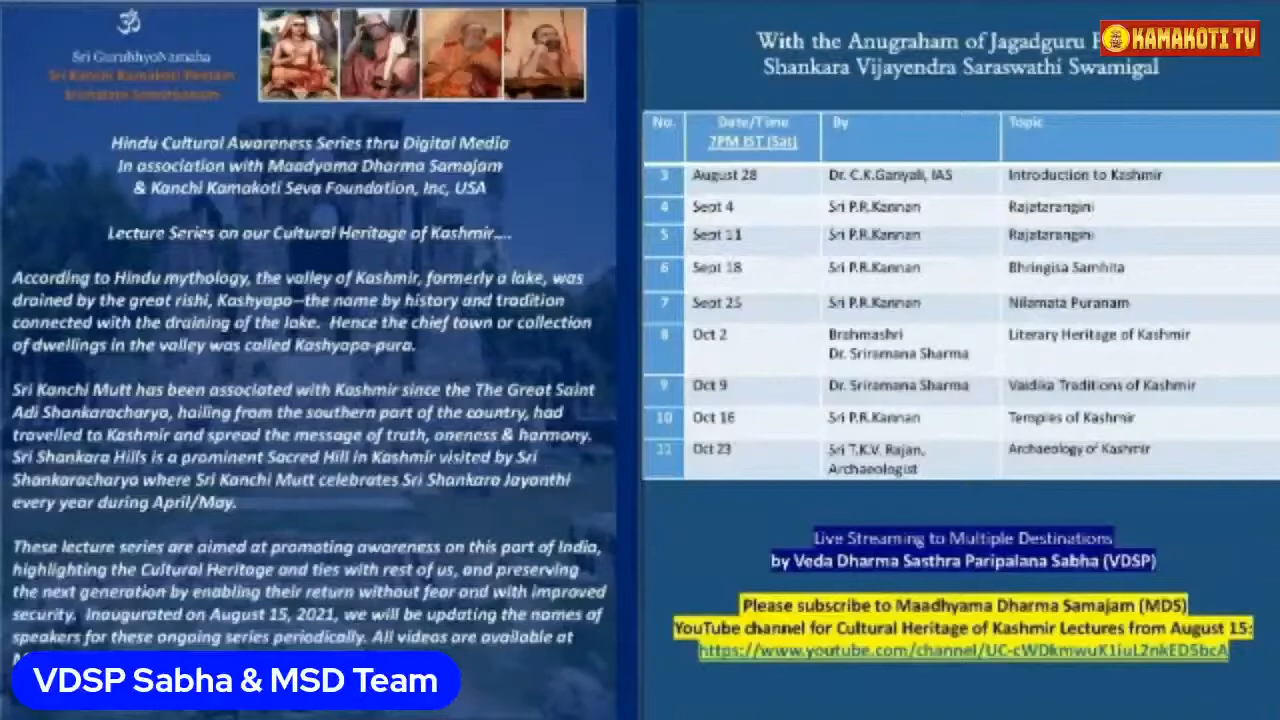 ॐ
Sri GurubhyoNamaha
Sri Kanchi Kamakoti Peetam
Srimatam Samsthanam
Hindu Cultural Awareness Series thru Digital Media
In association with Maadyama Dharma Samajam
& Kanchi Kamakoti Seva Foundation, Inc, USA
Lecture Series on our Cultural Heritage of Kashmir....
According to Hindu mythology, the valley of Kashmir, formerly a lake, was
drained by the great rishi, Kashyapa—the name by history and tradition
connected with the draining of the lake. Hence the chief town or collection
of dwellings in the valley was called Kashyapa-pura.
Sri Kanchi Mutt has been associated with Kashmir since the The Great Saint
Adi Shankaracharya, hailing from the southern part of the country, had
travelled to Kashmir and spread the message of truth, oneness & harmony.
Sri Shankara Hills is a prominent Sacred Hill in Kashmir visited by Sri
Shankaracharya where Sri Kanchi Mutt celebrates Sri Shankara Jayanthi
every year during April/May.
These lecture series are aimed at promoting awareness on this part of India,
highlighting the Cultural Heritage and ties with rest of us, and preserving
the next generation by enabling their return without fear and with improved
security. Inaugurated on August 15, 2021, we will be updating the names of
speakers for these ongoing series periodically. All videos are available at
VDSP Sabha & MSD Team
KAMAKOTI TV
With the Anugraham of Jagadguru
Shankara Vijayendra Saraswathi Swamigal
No. Date/Time 7PM IST (Sat) By Topic
3 August 28 Dr. C.K.Gariyali, IAS Introduction to Kashmir
4 Sept 4 Sri P.R.Kannan Rajatarangini
5 Sept 11 Sri P.R.Kannan Rajatarangini
6 Sept 18 Sri P.R.Kannan Bhringisa Samhita
7 Sept 25 Sri P.R.Kannan Nilamata Puranam
8 Oct 2 Brahmashri Dr. Sriramana Sharma Literary Heritage of Kashmir
9 Oct 9 Dr. Sriramana Sharma Vaidika Traditions of Kashmir
10 Oct 16 Sri P.R.Kannan Temples of Kashmir
11 Oct 23 Sri T.K.V. Rajan, Archaeologist Archaeology of Kashmir
Live Streaming to Multiple Destinations
by Veda Dharma Sasthra Paripalana Sabha (VDSP)
Please subscribe to Maadhyama Dharma Samajam (MDS)
YouTube channel for Cultural Heritage of Kashmir Lectures from August 15: